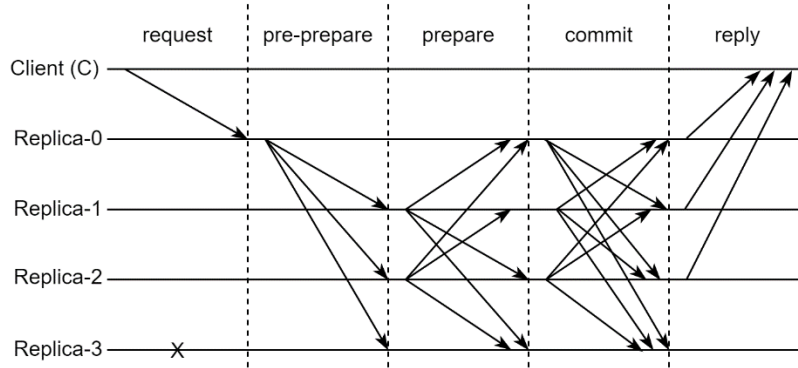 request pre-prepare prepare commit reply
Client (C)
Replica-0
Replica-1
Replica-2
Replica-3 X